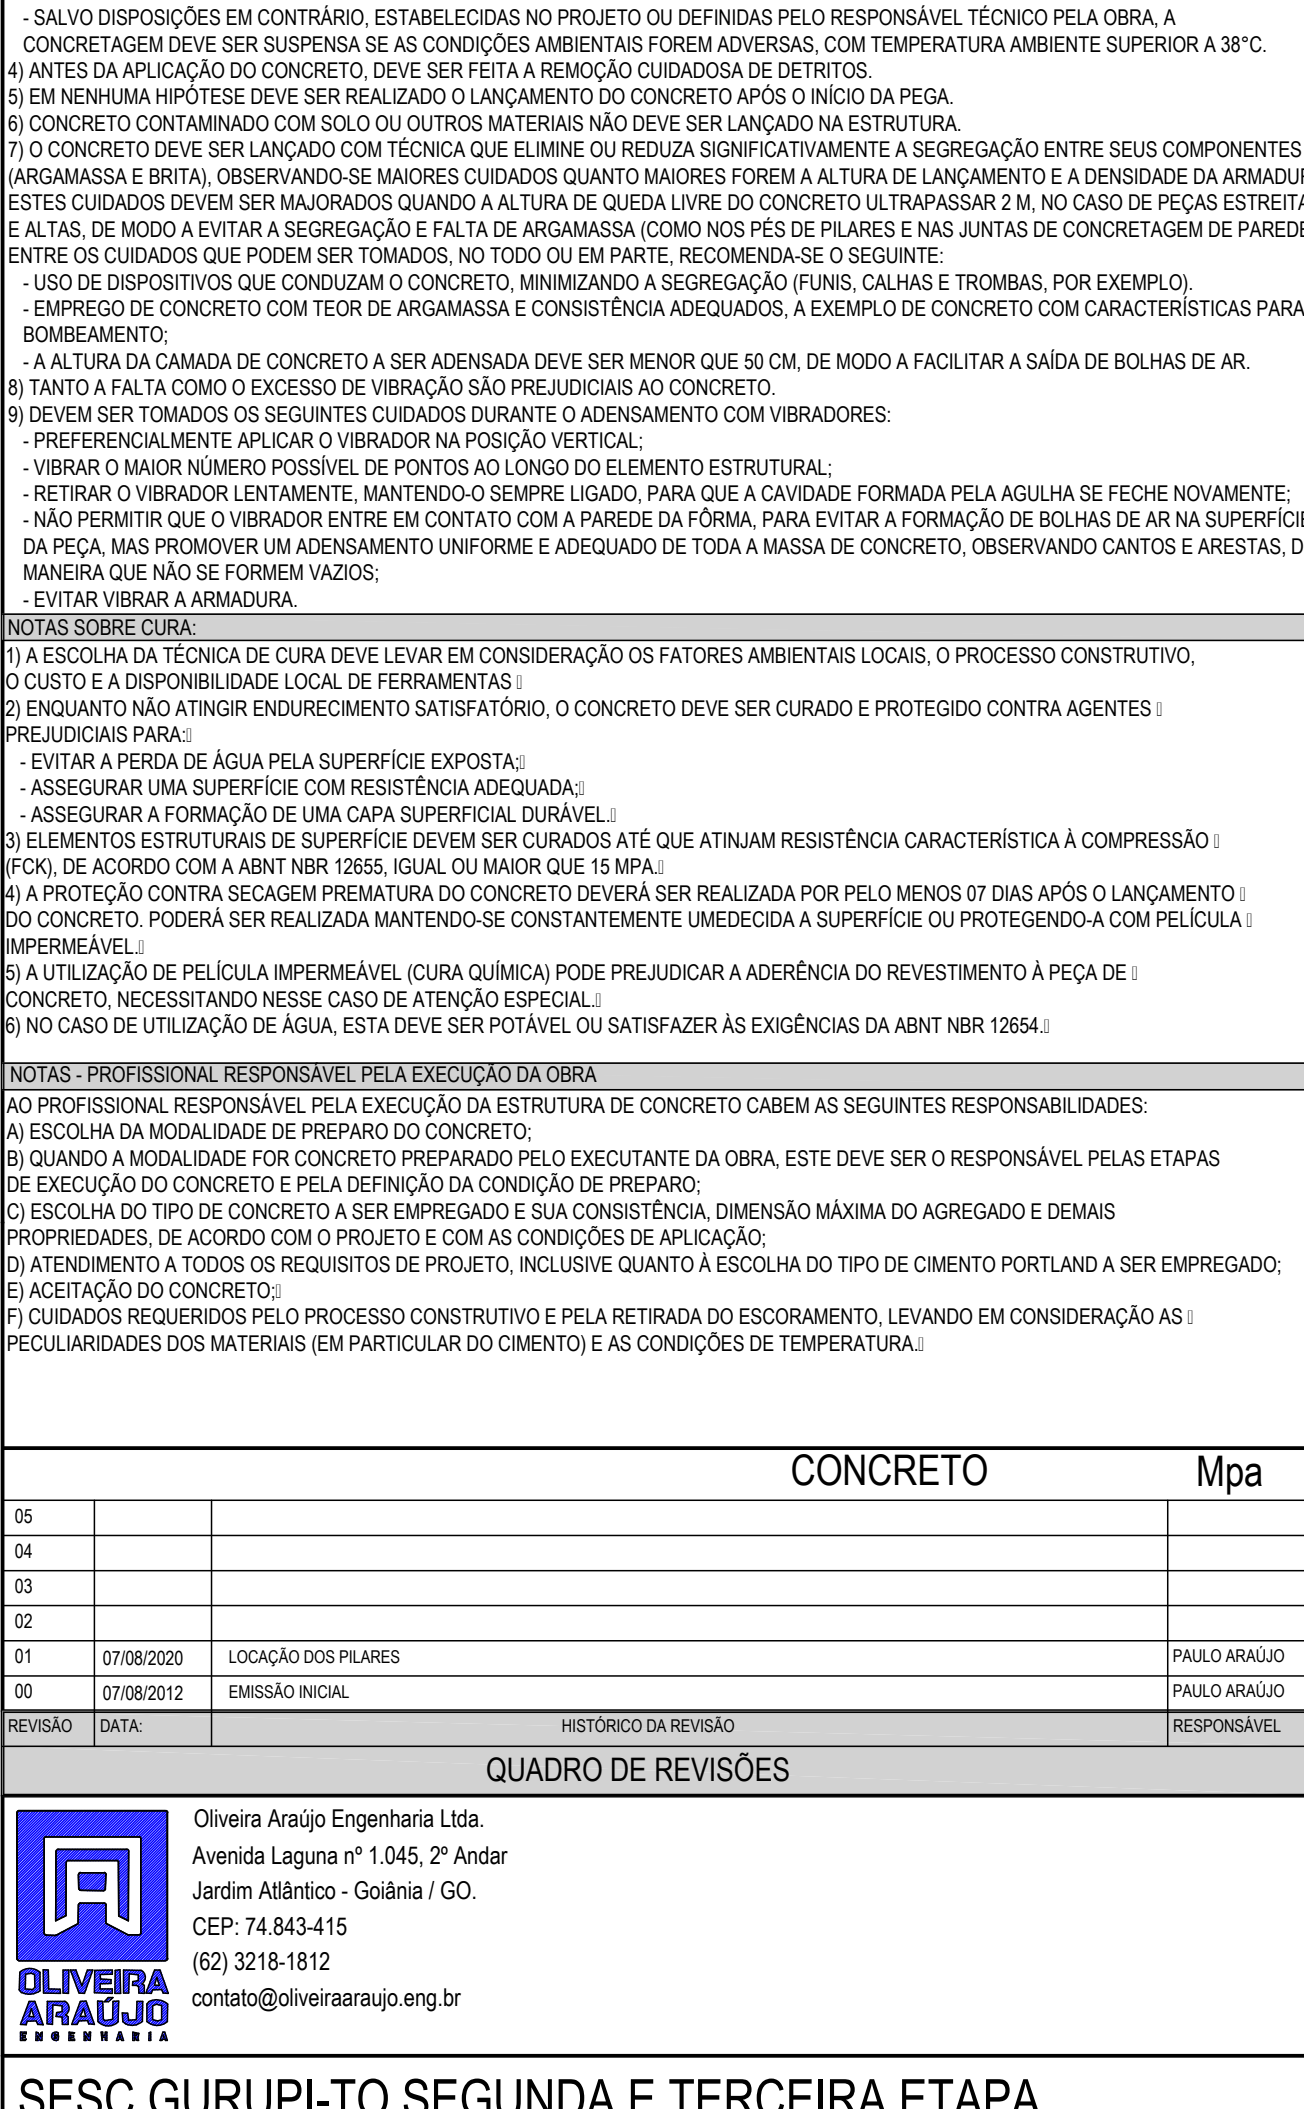 - SALVO DISPOSIÇÕES EM CONTRÁRIO, ESTABELECIDAS NO PROJETO OU DEFINIDAS PELO RESPONSÁVEL TÉCNICO PELA OBRA, A
CONCRETAGEM DEVE SER SUSPENSA SE AS CONDIÇÕES AMBIENTAIS FOREM ADVERSAS, COM TEMPERATURA AMBIENTE SUPERIOR A 38°C.
4) ANTES DA APLICAÇÃO DO CONCRETO, DEVE SER FEITA A REMOÇÃO CUIDADOSA DE DETRITOS.
5) EM NENHUMA HIPÓTESE DEVE SER REALIZADO O LANÇAMENTO DO CONCRETO APÓS O INÍCIO DA PEGA.
6) CONCRETO CONTAMINADO COM SOLO OU OUTROS MATERIAIS NÃO DEVE SER LANÇADO NA ESTRUTURA.
7) O CONCRETO DEVE SER LANÇADO COM TÉCNICA QUE ELIMINE OU REDUZA SIGNIFICATIVAMENTE A SEGREGAÇÃO ENTRE SEUS COMPONENTES
(ARGAMASSA E BRITA), OBSERVANDO-SE MAIORES CUIDADOS QUANTO MAIORES FOREM A ALTURA DE LANÇAMENTO E A DENSIDADE DA
ESTES CUIDADOS DEVEM SER MAJORADOS QUANDO A ALTURA DE QUEDA LIVRE DO CONCRETO ULTRAPASSAR 2 M, NO CASO DE PEÇAS
E ALTAS, DE MODO A EVITAR A SEGREGAÇÃO E FALTA DE ARGAMASSA (COMO NOS PÉS DE PILARES E NAS JUNTAS DE CONCRETAGEM DE
ENTRE OS CUIDADOS QUE PODEM SER TOMADOS, NO TODO OU EM PARTE, RECOMENDA-SE O SEGUINTE:
- USO DE DISPOSITIVOS QUE CONDUZAM O CONCRETO, MINIMIZANDO A SEGREGAÇÃO (FUNIS, CALHAS E TROMBAS, POR EXEMPLO).
- EMPREGO DE CONCRETO COM TEOR DE ARGAMASSA E CONSISTÊNCIA ADEQUADOS, A EXEMPLO DE CONCRETO COM CARACTERÍSTICAS PARA
BOMBEAMENTO;
- A ALTURA DA CAMADA DE CONCRETO A SER ADENSADA DEVE SER MENOR QUE 50 CM, DE MODO A FACILITAR A SAÍDA DE BOLHAS DE AR.
8) TANTO A FALTA COMO O EXCESSO DE VIBRAÇÃO SÃO PREJUDICIAIS AO CONCRETO.
9) DEVEM SER TOMADOS OS SEGUINTES CUIDADOS DURANTE O ADENSAMENTO COM VIBRADORES:
- PREFERENCIALMENTE APLICAR O VIBRADOR NA POSIÇÃO VERTICAL;
- VIBRAR O MAIOR NÚMERO POSSÍVEL DE PONTOS AO LONGO DO ELEMENTO ESTRUTURAL;
- RETIRAR O VIBRADOR LENTAMENTE, MANTENDO-O SEMPRE LIGADO, PARA QUE A CAVIDADE FORMADA PELA AGULHA SE FECHE NOVAMENTE;
- NÃO PERMITIR QUE O VIBRADOR ENTRE EM CONTATO COM A PAREDE DA FÔRMA, PARA EVITAR A FORMAÇÃO DE BOLHAS DE AR NA SUPERFÍCIE
DA PEÇA, MAS PROMOVER UM ADENSAMENTO UNIFORME E ADEQUADO DE TODA A MASSA DE CONCRETO, OBSERVANDO CANTOS E ARESTAS,
MANEIRA QUE NÃO SE FORMEM VAZIOS;
- EVITAR VIBRAR A ARMADURA.
NOTAS SOBRE CURA:
1) A ESCOLHA DA TÉCNICA DE CURA DEVE LEVAR EM CONSIDERAÇÃO OS FATORES AMBIENTAIS LOCAIS, O PROCESSO CONSTRUTIVO,
O CUSTO E A DISPONIBILIDADE LOCAL DE FERRAMENTAS
2) ENQUANTO NÃO ATINGIR ENDURECIMENTO SATISFATÓRIO, O CONCRETO DEVE SER CURADO E PROTEGIDO CONTRA AGENTES
PREJUDICIAIS PARA:
- EVITAR A PERDA DE ÁGUA PELA SUPERFÍCIE EXPOSTA;
- ASSEGURAR UMA SUPERFÍCIE COM RESISTÊNCIA ADEQUADA;
- ASSEGURAR A FORMAÇÃO DE UMA CAPA SUPERFICIAL DURÁVEL.
3) ELEMENTOS ESTRUTURAIS DE SUPERFÍCIE DEVEM SER CURADOS ATÉ QUE ATINJAM RESISTÊNCIA CARACTERÍSTICA À COMPRESSÃO
(FCK), DE ACORDO COM A ABNT NBR 12655, IGUAL OU MAIOR QUE 15 MPA.
4) A PROTEÇÃO CONTRA SECAGEM PREMATURA DO CONCRETO DEVERÁ SER REALIZADA POR PELO MENOS 07 DIAS APÓS O LANÇAMENTO
DO CONCRETO. PODERÁ SER REALIZADA MANTENDO-SE CONSTANTEMENTE UMEDECIDA A SUPERFÍCIE OU PROTEGENDO-A COM PELÍCULA
IMPERMEÁVEL.
5) A UTILIZAÇÃO DE PELÍCULA IMPERMEÁVEL (CURA QUÍMICA) PODE PREJUDICAR A ADERÊNCIA DO REVESTIMENTO À PEÇA DE
CONCRETO, NECESSITANDO NESSE CASO DE ATENÇÃO ESPECIAL.
6) NO CASO DE UTILIZAÇÃO DE ÁGUA, ESTA DEVE SER POTÁVEL OU SATISFAZER ÀS EXIGÊNCIAS DA ABNT NBR 12654.
NOTAS - PROFISSIONAL RESPONSÁVEL PELA EXECUÇÃO DA OBRA
AO PROFISSIONAL RESPONSÁVEL PELA EXECUÇÃO DA ESTRUTURA DE CONCRETO CABEM AS SEGUINTES RESPONSABILIDADES:
A) ESCOLHA DA MODALIDADE DE PREPARO DO CONCRETO;
B) QUANDO A MODALIDADE FOR CONCRETO PREPARADO PELO EXECUTANTE DA OBRA, ESTE DEVE SER O RESPONSÁVEL PELAS ETAPAS
DE EXECUÇÃO DO CONCRETO E PELA DEFINIÇÃO DA CONDIÇÃO DE PREPARO;
C) ESCOLHA DO TIPO DE CONCRETO A SER EMPREGADO E SUA CONSISTÊNCIA, DIMENSÃO MÁXIMA DO AGREGADO E DEMAIS
PROPRIEDADES, DE ACORDO COM O PROJETO E COM AS CONDIÇÕES DE APLICAÇÃO;
D) ATENDIMENTO A TODOS OS REQUISITOS DE PROJETO, INCLUSIVE QUANTO À ESCOLHA DO TIPO DE CIMENTO PORTLAND A SER EMPREGADO;
E) ACEITAÇÃO DO CONCRETO;
F) CUIDADOS REQUERIDOS PELO PROCESSO CONSTRUTIVO E PELA RETIRADA DO ESCORAMENTO, LEVANDO EM CONSIDERAÇÃO AS
PECULIARIDADES DOS MATERIAIS (EM PARTICULAR DO CIMENTO) E AS CONDIÇÕES DE TEMPERATURA.
CONCRETO Mpa
05
04
03
02
01 07/08/2020 LOCAÇÃO DOS PILARES PAULO ARAÚJO
00 07/08/2012 EMISSÃO INICIAL PAULO ARAÚJO
REVISÃO DATA: HISTÓRICO DA REVISÃO RESPONSÁVEL
QUADRO DE REVISÕES
Oliveira Araújo Engenharia Ltda.
Avenida Laguna nº 1.045, 2º Andar
Jardim Atlântico - Goiânia / GO.
CEP: 74.843-415
(62) 3218-1812
contato@oliveiraaraujo.eng.br
OLIVEIRA
ARAÚJO
ENGENHARIA
SESC GURUPI-TO SEGUNDA E TERCEIRA ETAPA